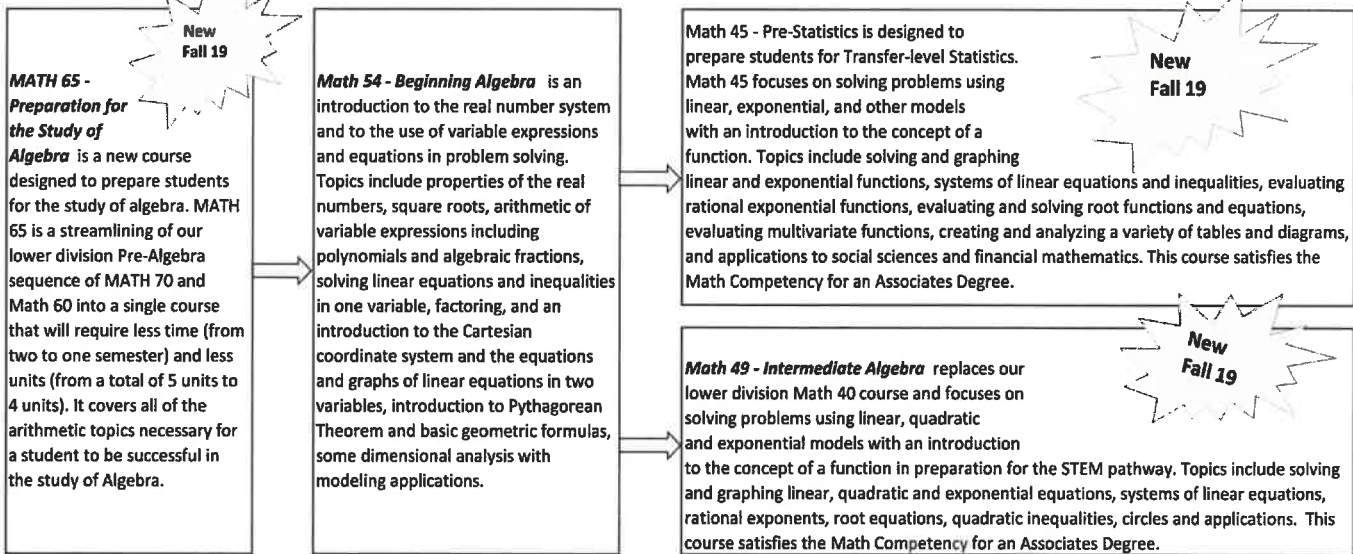 New
Fall 19
MATH 65 -
Preparation for
the Study of
Algebra is a new course
designed to prepare students
for the study of algebra. MATH
65 is a streamlining of our
lower division Pre-Algebra
sequence of MATH 70 and
Math 60 into a single course
that will require less time (from
two to one semester) and less
units (from a total of 5 units to
4 units). It covers all of the
arithmetic topics necessary for
a student to be successful in
the study of Algebra.
Math 54 - Beginning Algebra is an
introduction to the real number system
and to the use of variable expressions
and equations in problem solving.
Topics include properties of the real
numbers, square roots, arithmetic of
variable expressions including
polynomials and algebraic fractions,
solving linear equations and inequalities
in one variable, factoring, and an
introduction to the Cartesian
coordinate system and the equations
and graphs of linear equations in two
variables, introduction to Pythagorean
Theorem and basic geometric formulas,
some dimensional analysis with
modeling applications.
Math 45 - Pre-Statistics is designed to
prepare students for Transfer-level Statistics.
Math 45 focuses on solving problems using
linear, exponential, and other models
with an introduction to the concept of a
function. Topics include solving and graphing
linear and exponential functions, systems of linear equations and inequalities, evaluating
rational exponential functions, evaluating and solving root functions and equations,
evaluating multivariate functions, creating and analyzing a variety of tables and diagrams,
and applications to social sciences and financial mathematics. This course satisfies the
Math Competency for an Associates Degree.
New
Fall 19
Math 49 - Intermediate Algebra replaces our
lower division Math 40 course and focuses on
solving problems using linear, quadratic
and exponential models with an introduction
to the concept of a function in preparation for the STEM pathway. Topics include solving
and graphing linear, quadratic and exponential equations, systems of linear equations,
rational exponents, root equations, quadratic inequalities, circles and applications. This
course satisfies the Math Competency for an Associates Degree.
New
Fall 19